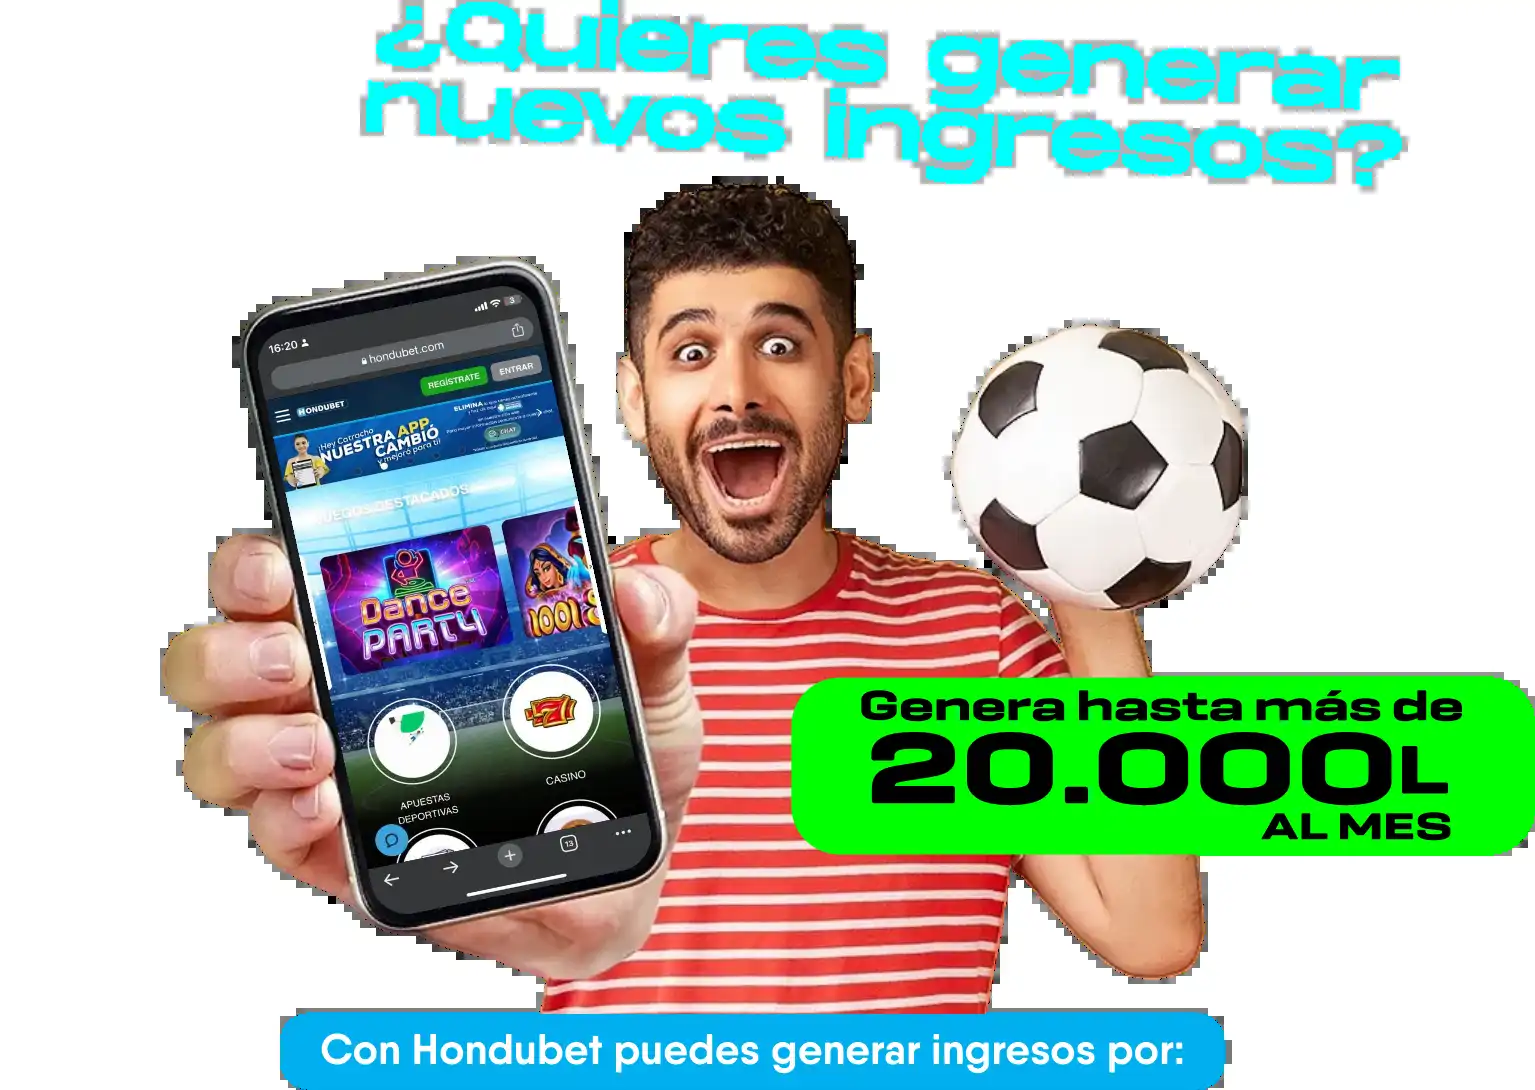 ¿Quieres generar
nuevos ingresos?
16:20
3
hondubet.com
REGÍSTRATE
ENTRAR
HONDUBET
¡Hey Catracho
NUESTRA APP
CAMBIÓ
y mejoró para ti!
ELIMINA
CHAT
JUEGOS DESTACADOS
Dance
PARTY
1001
APUESTAS
DEPORTIVAS
CASINO
13
Genera hasta más de
20.000L
AL MES
Con Hondubet puedes generar ingresos por: